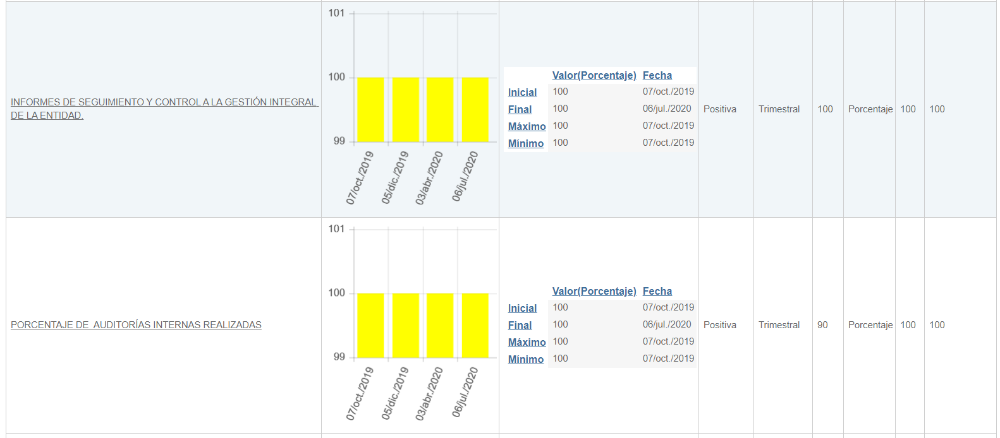 INFORMES DE SEGUIMIENTO Y CONTROL A LA GESTIÓN INTEGRAL
DE LA ENTIDAD.
101
100
99
07/oct./2019
05/dic./2019
03/abr./2020
06/jul./2020
Valor(Porcentaje) Fecha
Inicial 100 07/oct./2019
Final 100 06/jul./2020
Máximo 100 07/oct./2019
Mínimo 100 07/oct./2019
Positiva Trimestral 100 Porcentaje 100 100
PORCENTAJE DE  AUDITORÍAS INTERNAS REALIZADAS
101
100
99
07/oct./2019
05/dic./2019
03/abr./2020
06/jul./2020
Valor(Porcentaje) Fecha
Inicial 100 07/oct./2019
Final 100 06/jul./2020
Máximo 100 07/oct./2019
Mínimo 100 07/oct./2019
Positiva Trimestral 90 Porcentaje 100 100